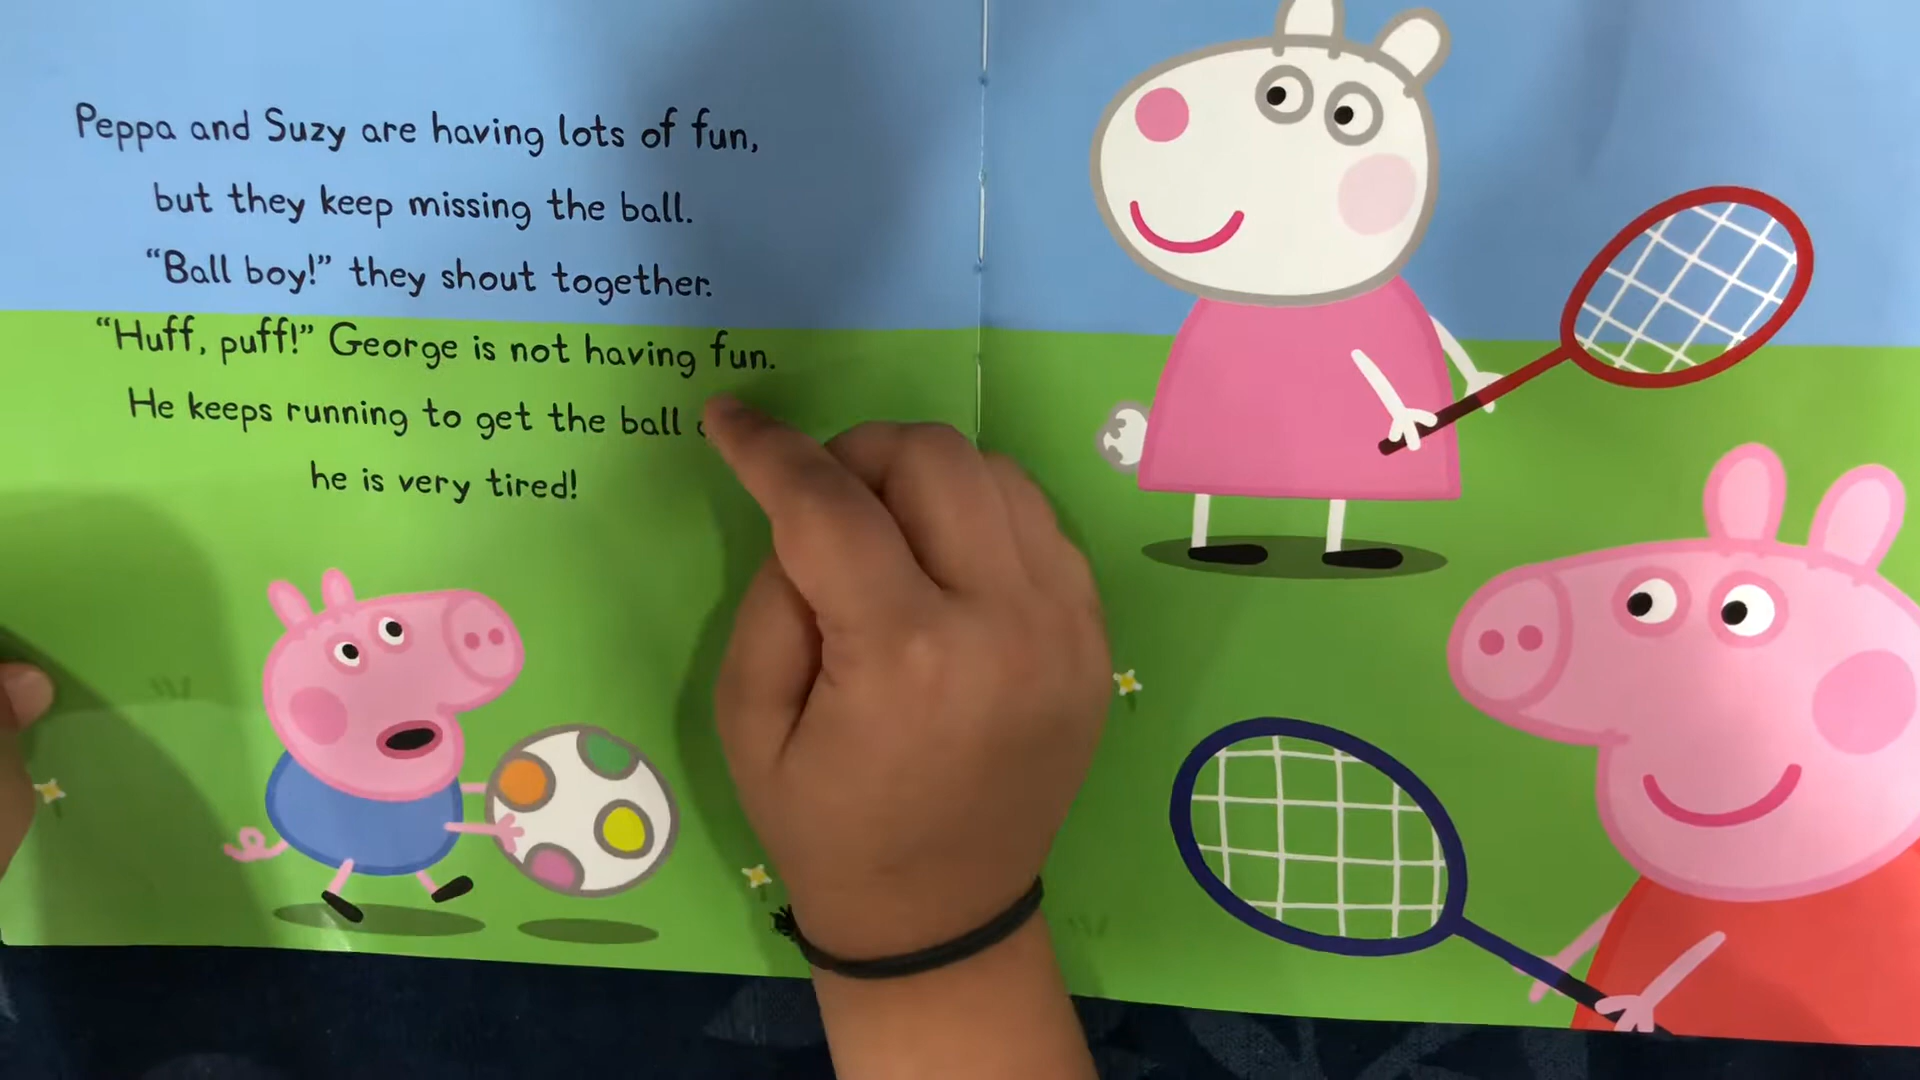 Peppa and Suzy are having lots of fun,
but they keep missing the ball.
“Ball boy!” they shout together.
“Huff, puff!” George is not having fun.
He keeps running to get the ball
he is very tired!